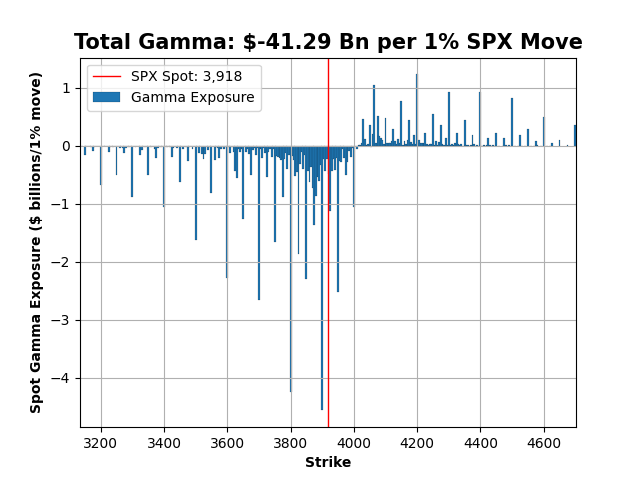 Total Gamma: $-41.29 Bn per 1% SPX Move
SPX Spot: 3,918
Gamma Exposure
Spot Gamma Exposure ($ billions/1% move)
1
0
−1
−2
−3
−4
3200 3400 3600 3800 4000 4200 4400 4600
Strike